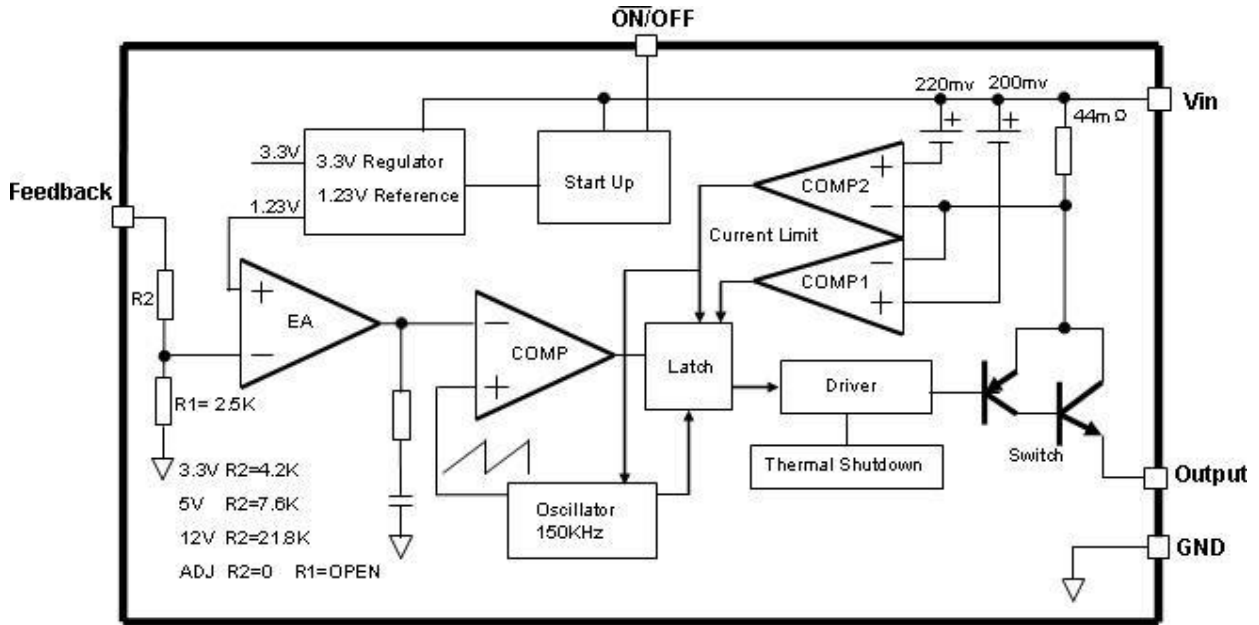 ON/OFF
220mv 200mv
Vin
44mΩ
3.3V
3.3V Regulator
1.23V Reference
Start Up
COMP2
Feedback
1.23V
Current Limit
COMP1
R2
EA
COMP
Latch
Driver
R1= 2.5K
Thermal Shutdown
Switch
3.3V R2=4.2K
5V R2=7.6K
12V R2=21.8K
ADJ R2=0 R1=OPEN
Oscillator
150KHz
Output
GND
+
−
+
−
+
−
−
+
+
+